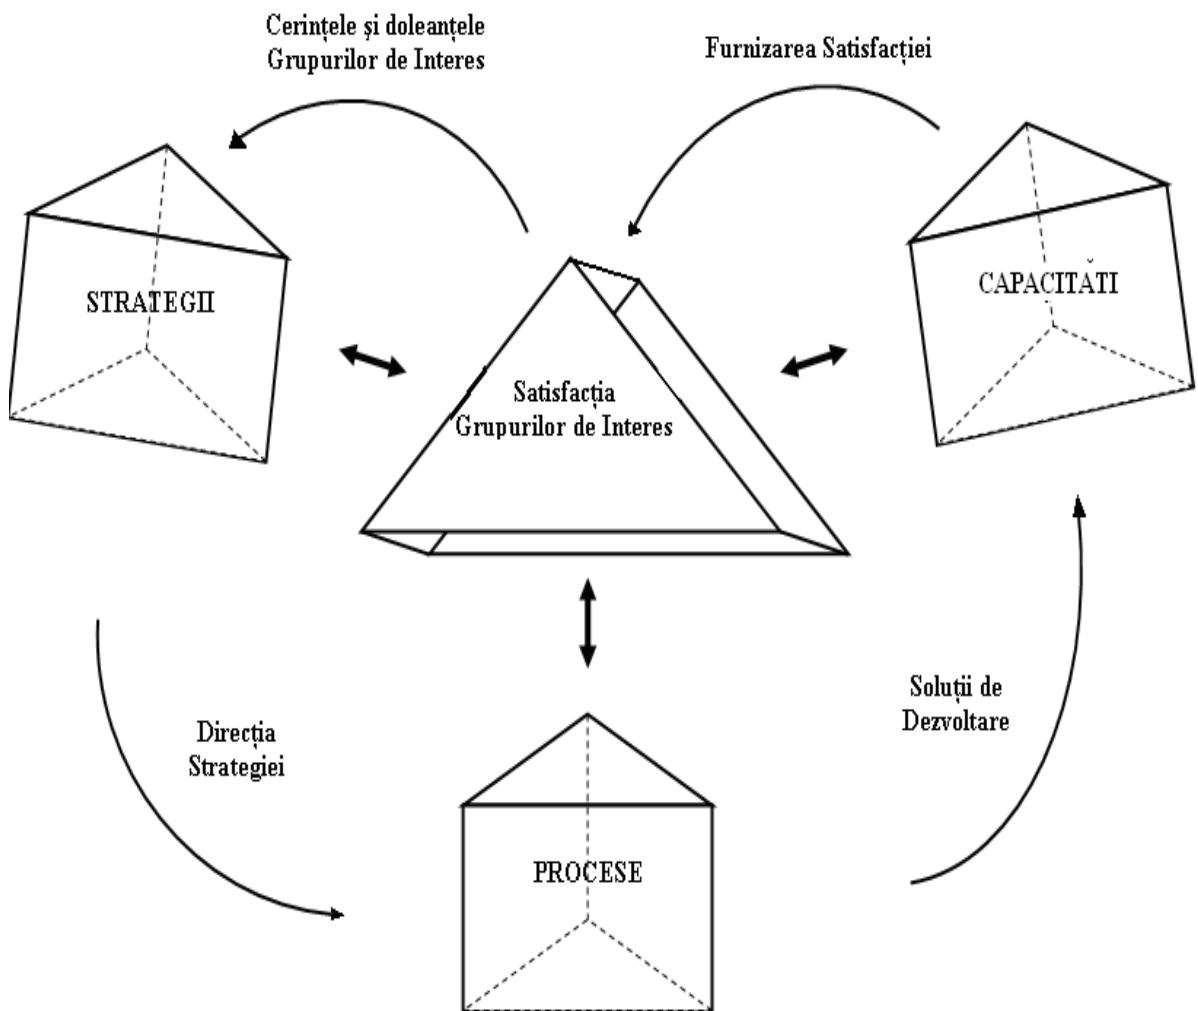 Cerințele și doleanțele
Grupurilor de Interes
Furnizarea Satisfacției
STRATEGII
CAPACITĂTI
Satisfacția
Grupurilor de Interes
Direcția
Strategiei
Soluții de
Dezvoltare
PROCESE